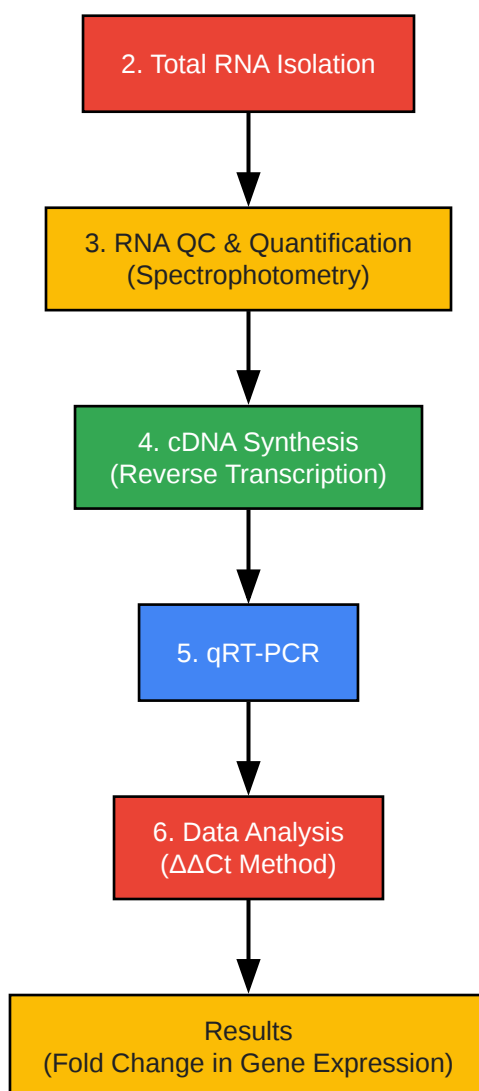 2. Total RNA Isolation
3. RNA QC & Quantification
(Spectrophotometry)
4. cDNA Synthesis
(Reverse Transcription)
5. qRT-PCR
6. Data Analysis
(ΔΔCt Method)
Results
(Fold Change in Gene Expression)